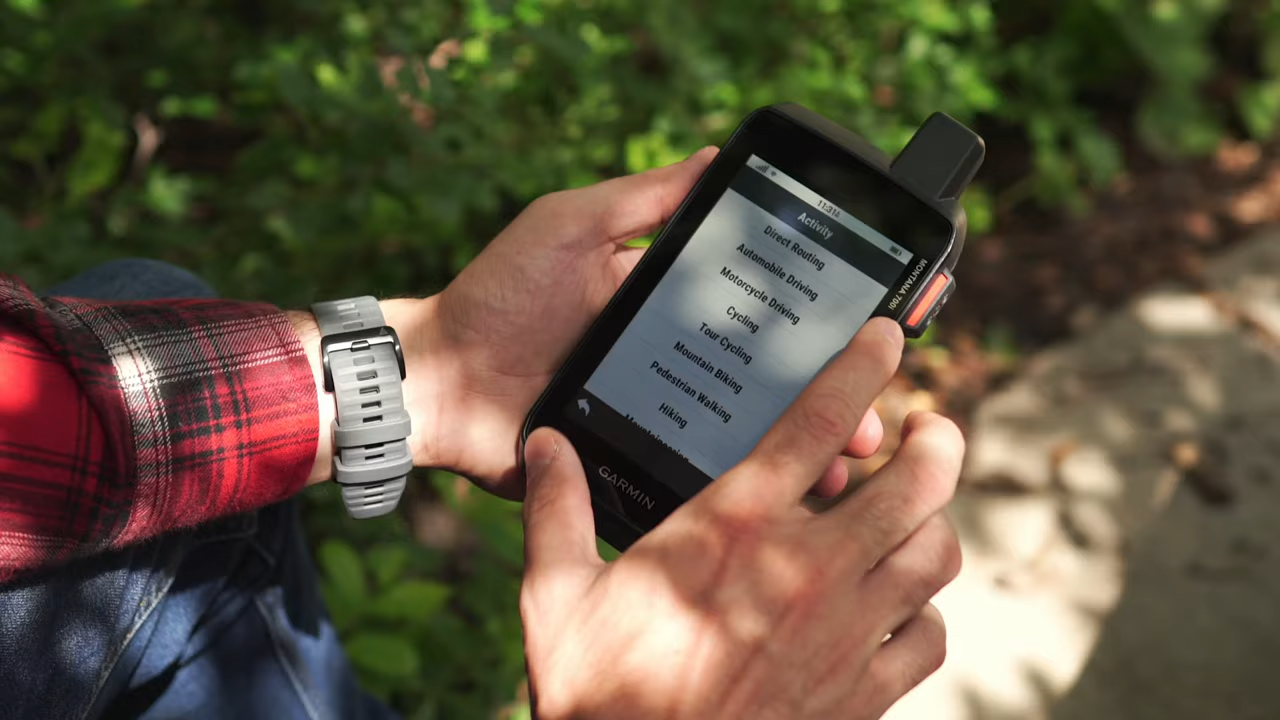 Activity
Direct Routing
Automobile Driving
Motorcycle Driving
Cycling
Tour Cycling
Mountain Biking
Pedestrian Walking
Hiking
GARMIN
MONTANA 700i